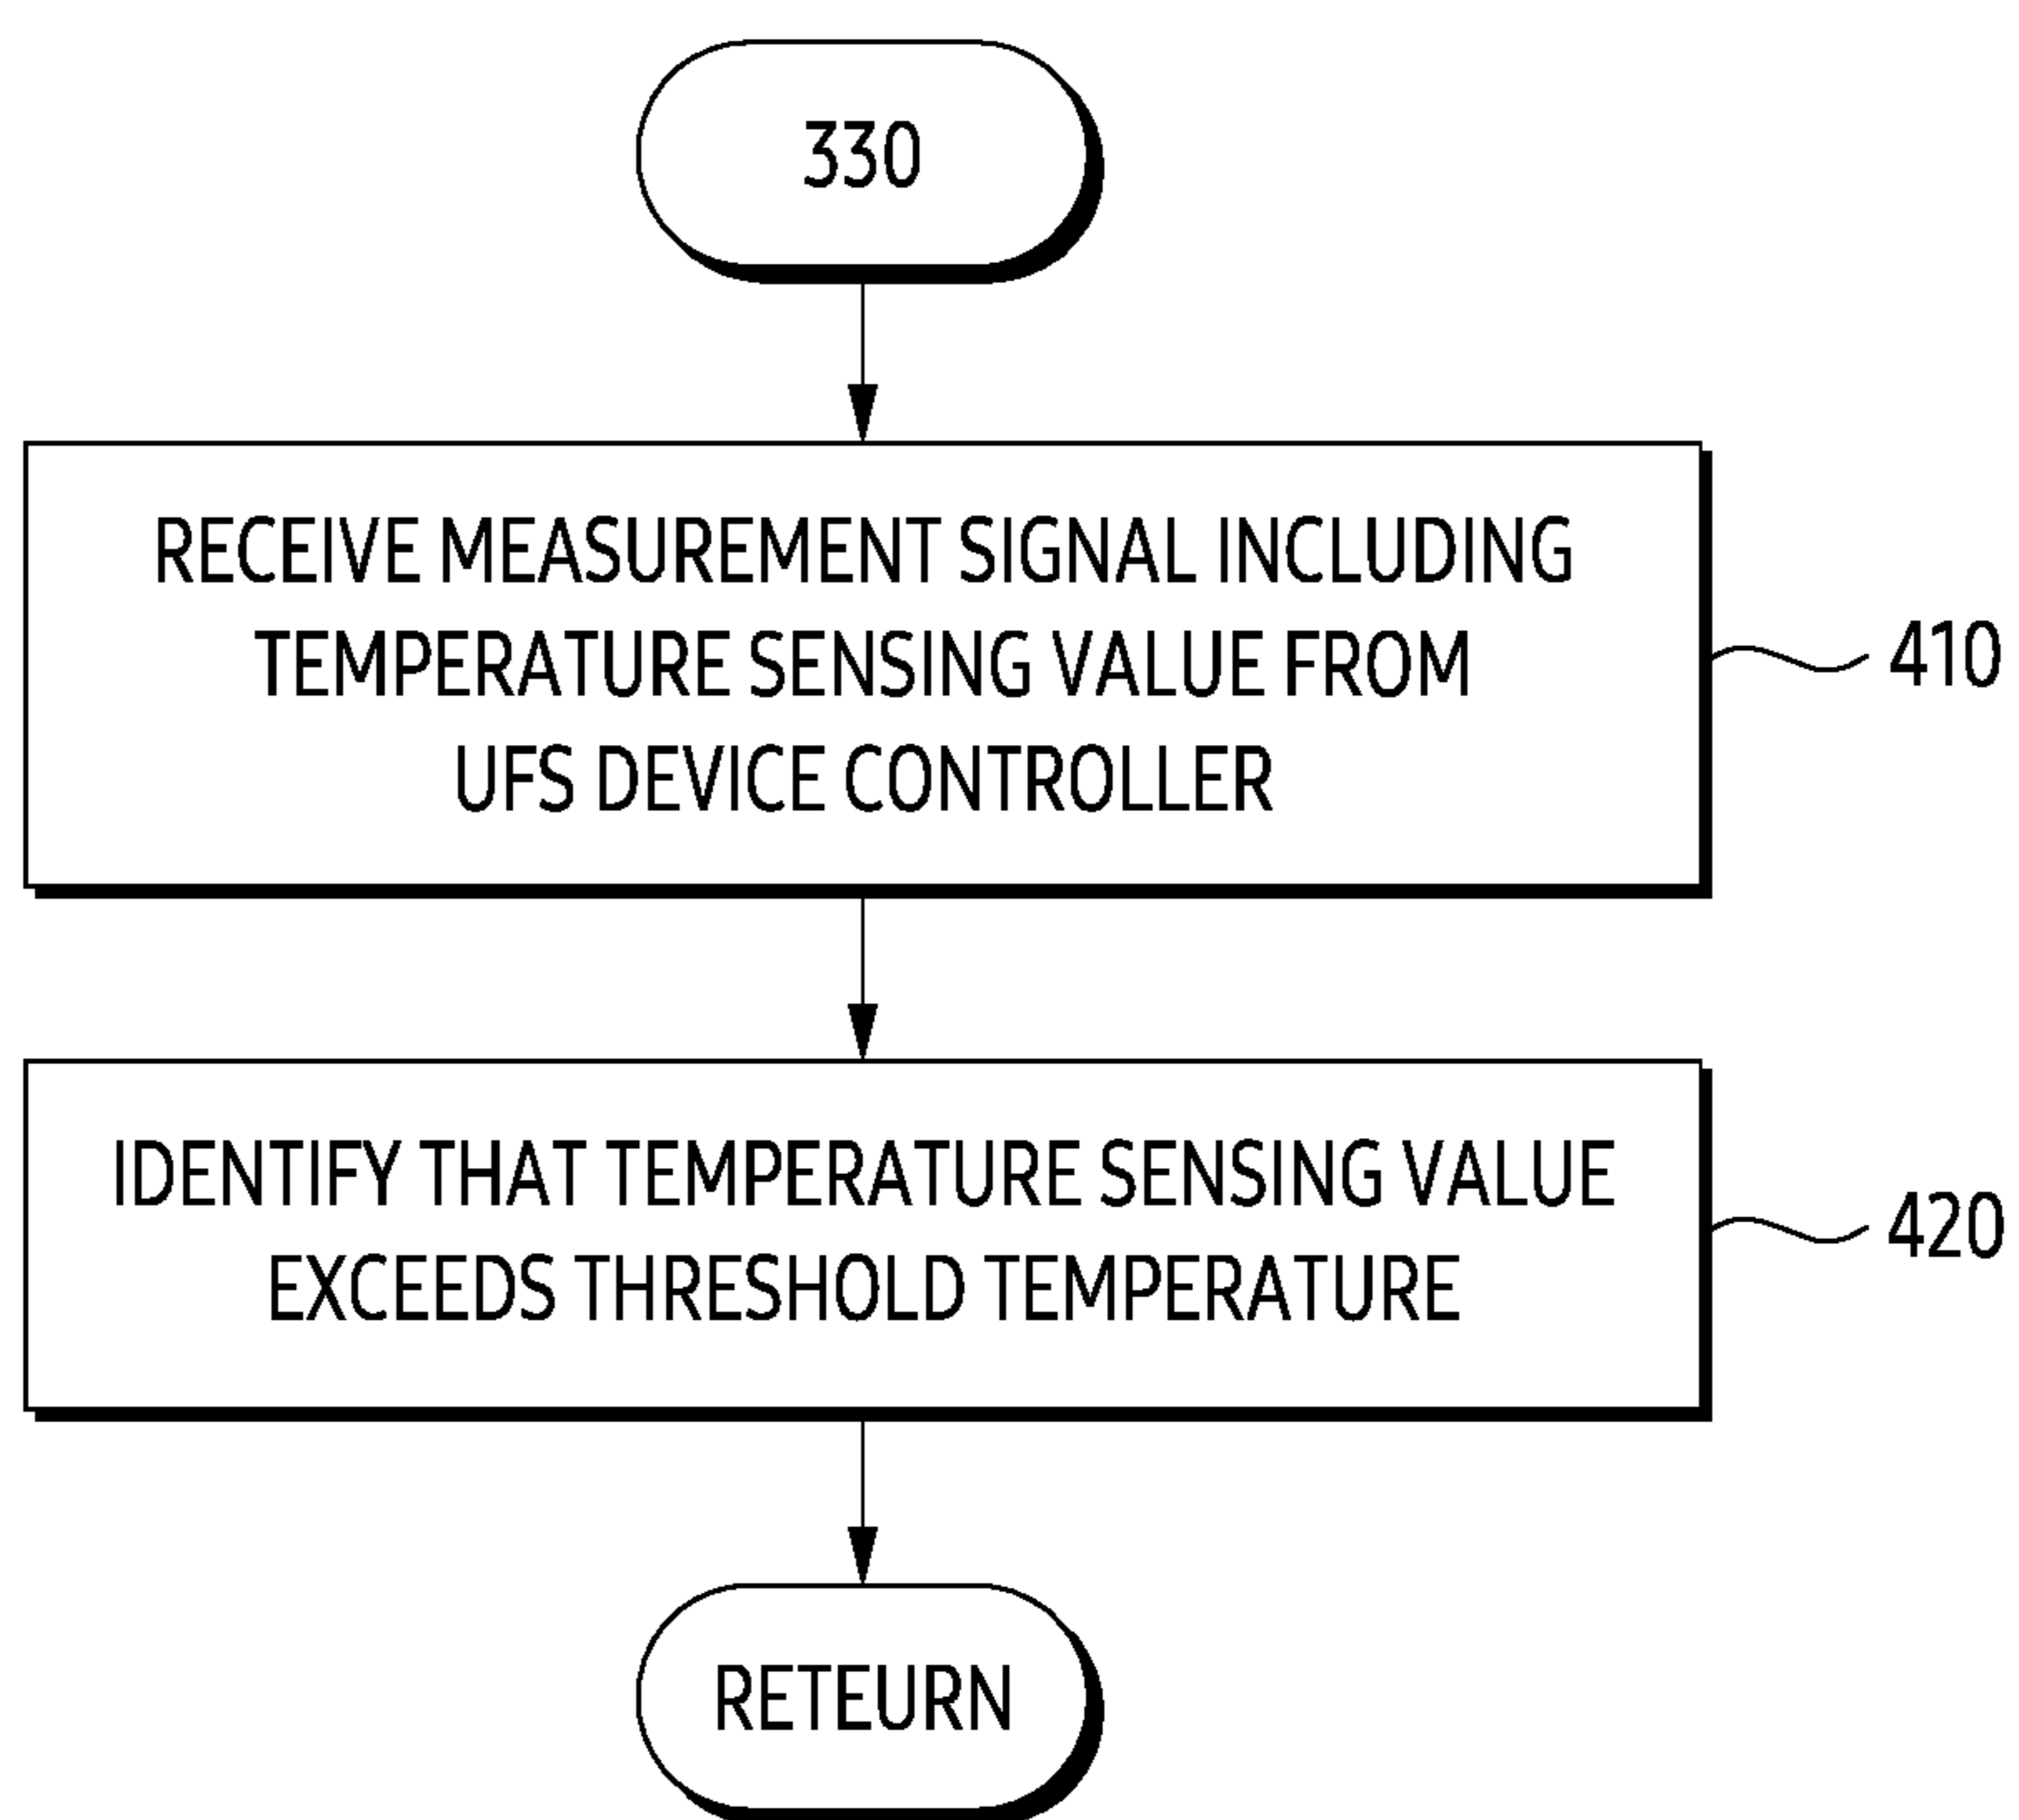 330
RECEIVE MEASUREMENT SIGNAL INCLUDING
TEMPERATURE SENSING VALUE FROM
UFS DEVICE CONTROLLER
410
IDENTIFY THAT TEMPERATURE SENSING VALUE
EXCEEDS THRESHOLD TEMPERATURE
420
RETEURN